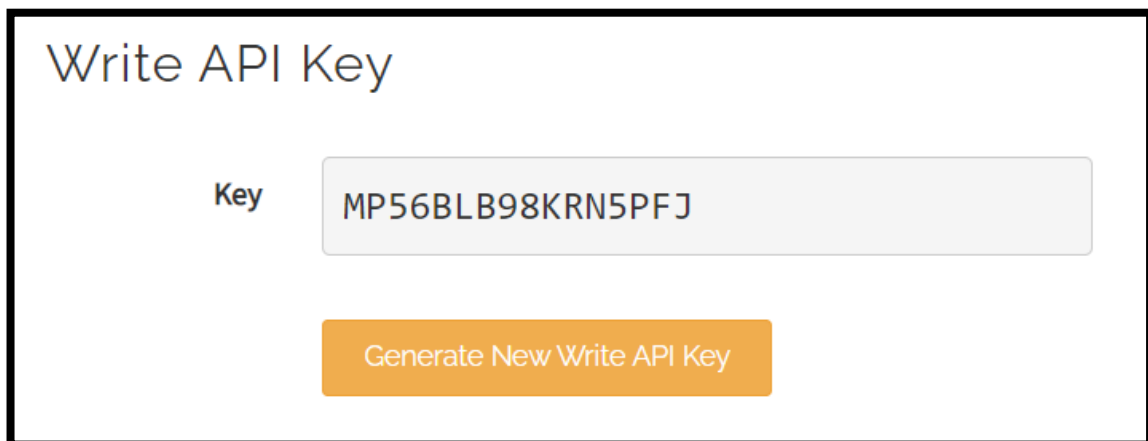 Write API Key
Key MP56BLB98KRN5PFJ
Generate New Write API Key